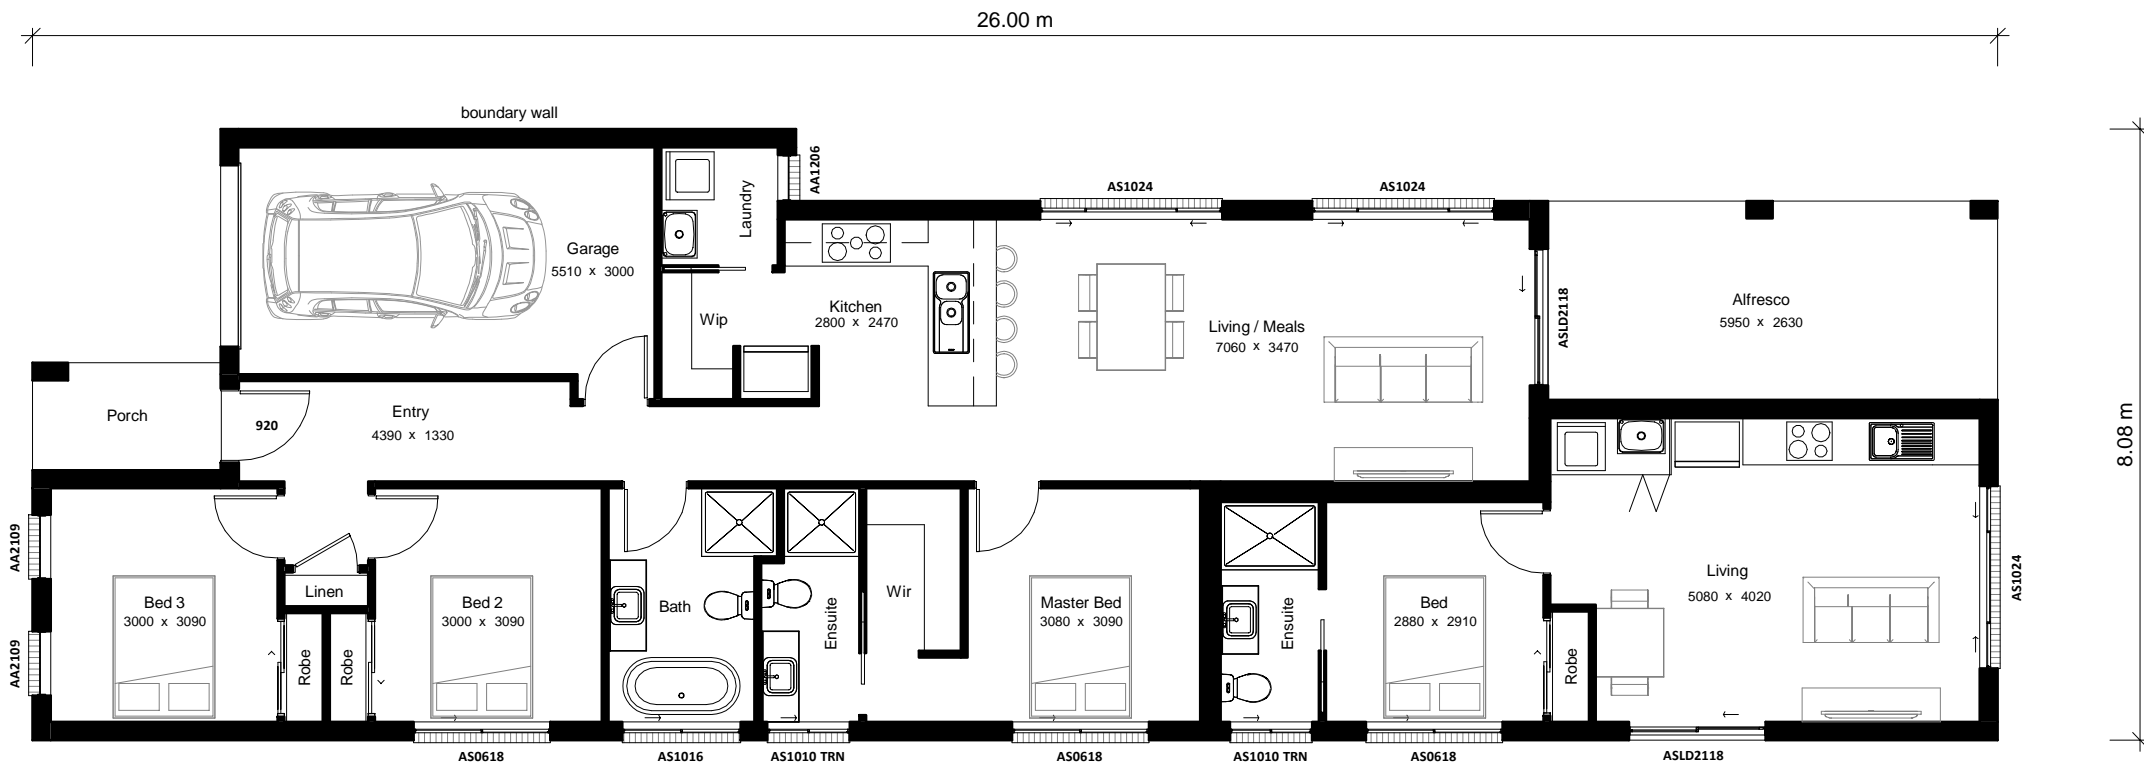 26.00 m
boundary wall
AA1206
AS1024
AS1024
Laundry
Garage
5510 x 3000
Kitchen
2800 x 2470
Wip
Living / Meals
7060 x 3470
ASLD2118
Alfresco
5950 x 2630
8.08 m
Porch
920
Entry
4390 x 1330
AA2109
AA2109
Bed 3
3000 x 3090
Linen
Robe
Robe
Bed 2
3000 x 3090
Bath
Ensuite
Wir
Master Bed
3080 x 3090
Ensuite
Bed
2880 x 2910
Robe
Living
5080 x 4020
AS1024
AS0618
AS1016
AS1010 TRN
AS0618
AS1010 TRN
AS0618
ASLD2118